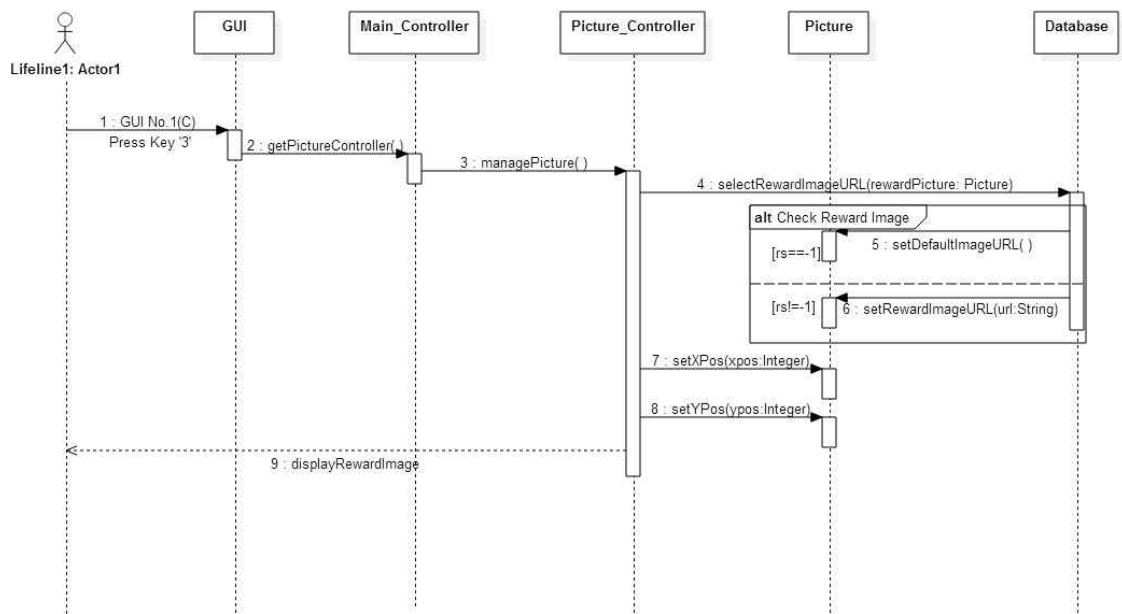 GUI
Main_Controller
Picture_Controller
Picture
Database
Lifeline1: Actor1
1 : GUI No.1(C)
Press Key '3'
2 : getPictureController( )
3 : managePicture( )
4 : selectRewardImageURL(rewardPicture: Picture)
alt Check Reward Image
[rs==-1]
5 : setDefaultImageURL( )
[rs!=-1]
6 : setRewardImageURL(url:String)
7 : setXPos(xpos:Integer)
8 : setYPos(ypos:Integer)
9 : displayRewardImage